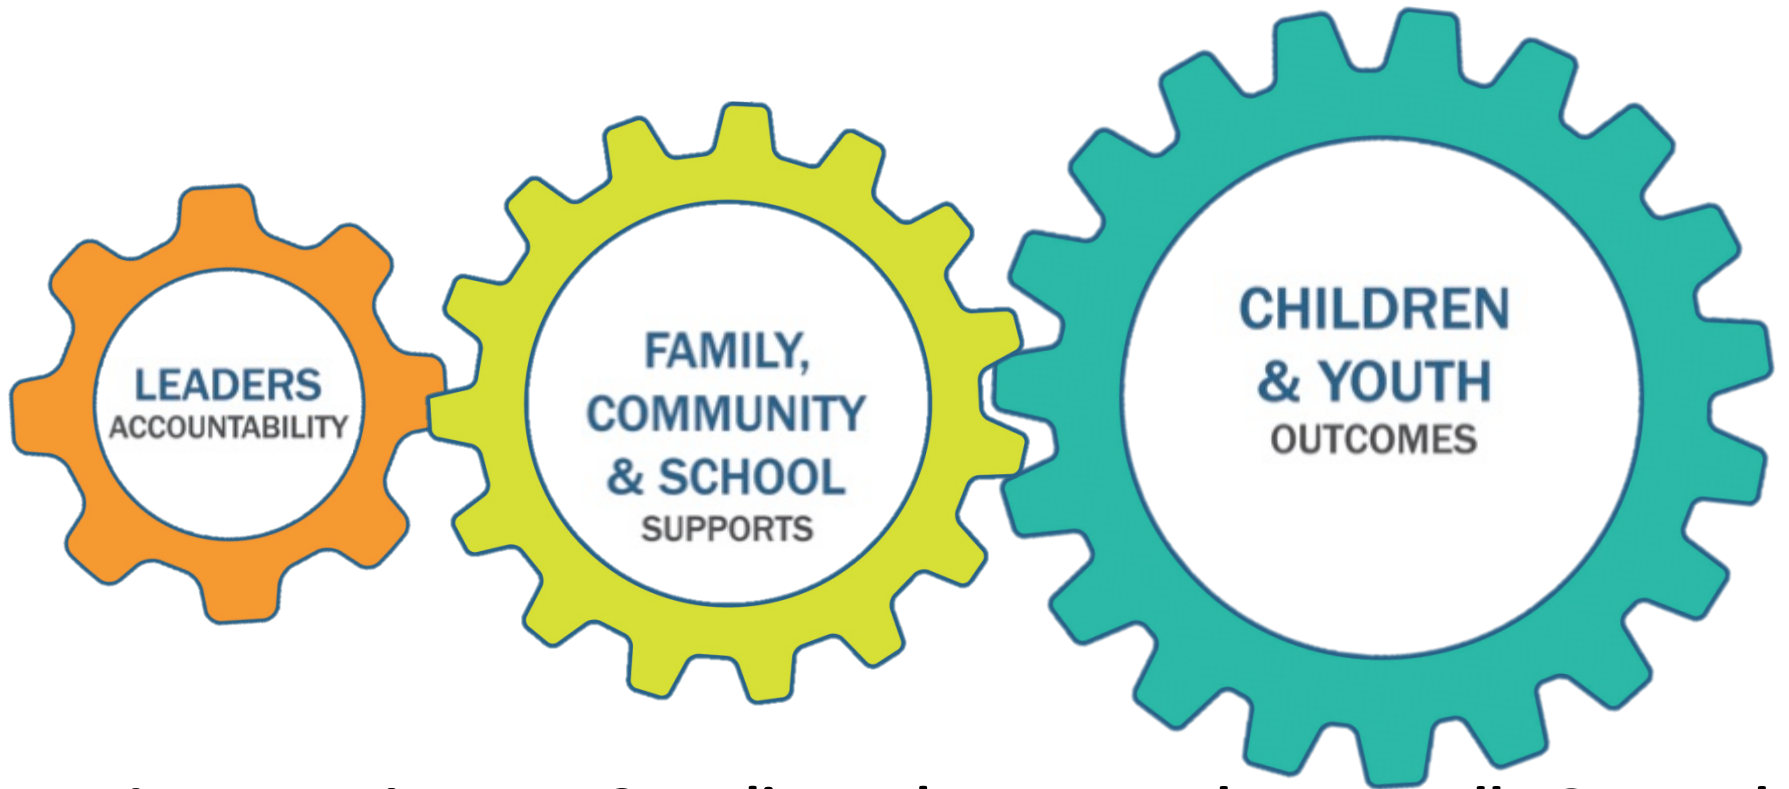 LEADERS
ACCOUNTABILITY
FAMILY,
COMMUNITY
& SCHOOL
SUPPORTS
CHILDREN
& YOUTH
OUTCOMES